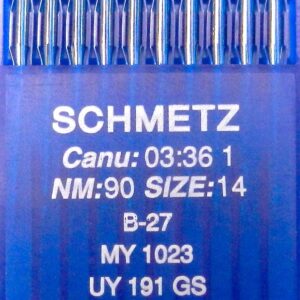 SCHMETZ
Canu: 03:36 1
NM:90 SIZE:14
B-27
MY 1023
UY 191 GS